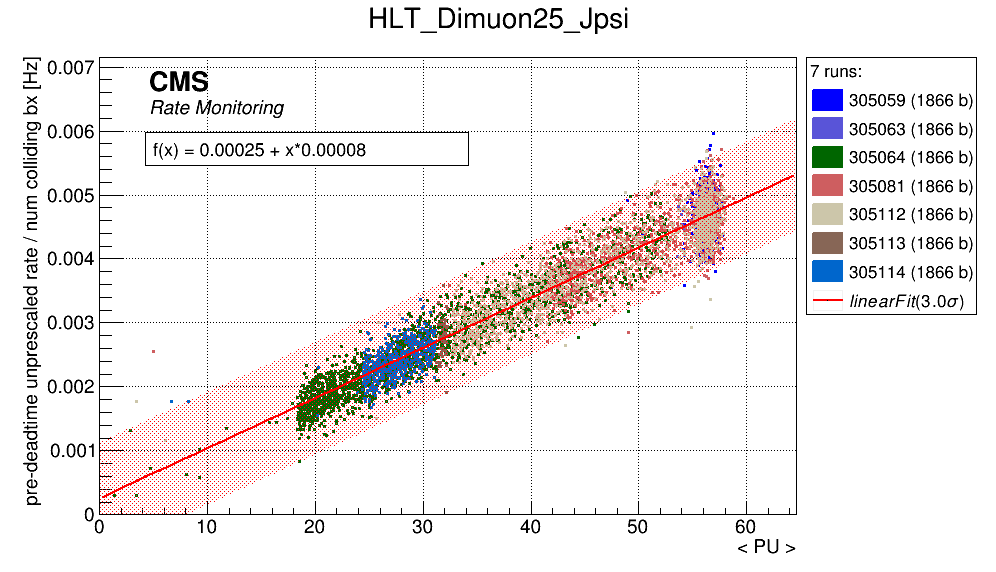 HLT_Dimuon25_Jpsi
pre-deadtime unprescaled rate / num colliding bx [Hz]
0.007
0.006
0.005
0.004
0.003
0.002
0.001
0
CMS
Rate Monitoring
f(x) = 0.00025 + x*0.00008
0 10 20 30 40 50 60
< PU >
7 runs:
305059 (1866 b)
305063 (1866 b)
305064 (1866 b)
305081 (1866 b)
305112 (1866 b)
305113 (1866 b)
305114 (1866 b)
linearFit(3.0σ)